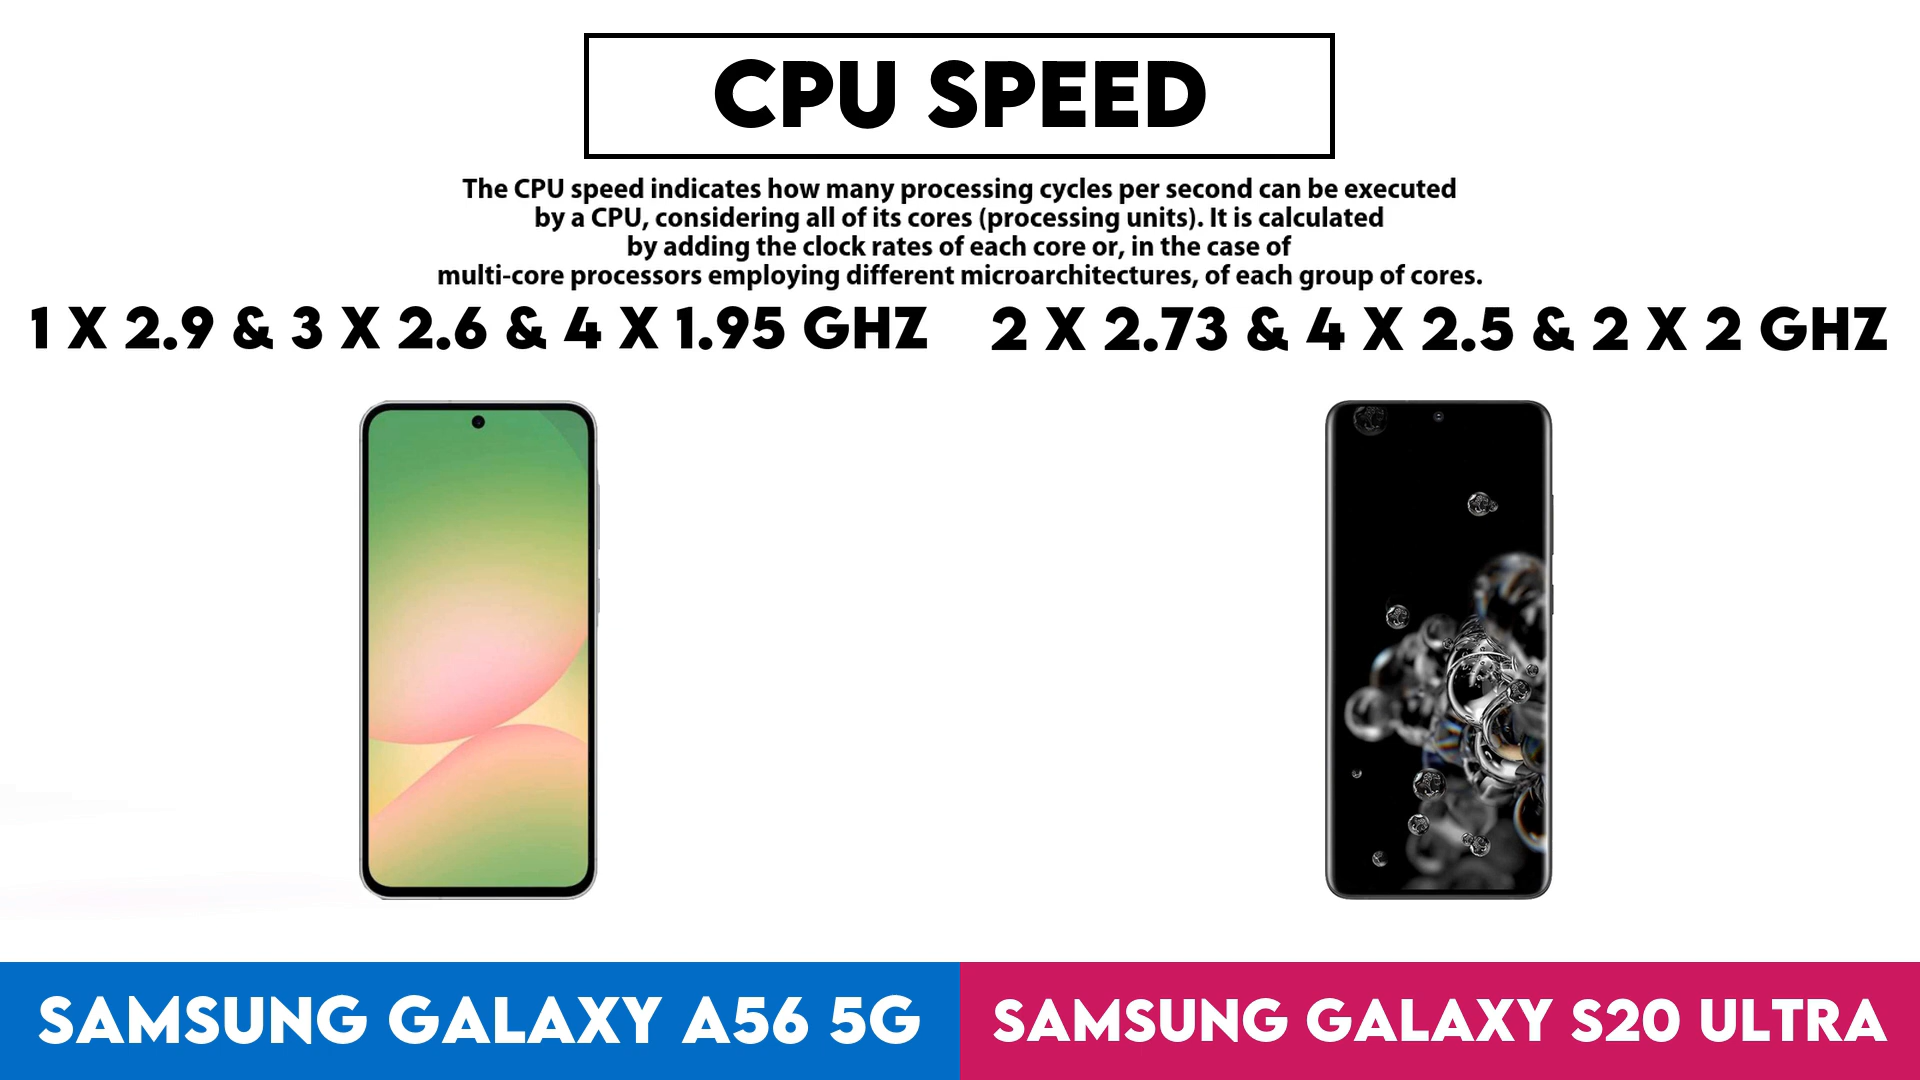 CPU SPEED
The CPU speed indicates how many processing cycles per second can be executed
by a CPU, considering all of its cores (processing units). It is calculated
by adding the clock rates of each core or, in the case of
multi-core processors employing different microarchitectures, of each group of cores.
1 X 2.9 & 3 X 2.6 & 4 X 1.95 GHZ
2 X 2.73 & 4 X 2.5 & 2 X 2 GHZ
SAMSUNG GALAXY A56 5G
SAMSUNG GALAXY S20 ULTRA